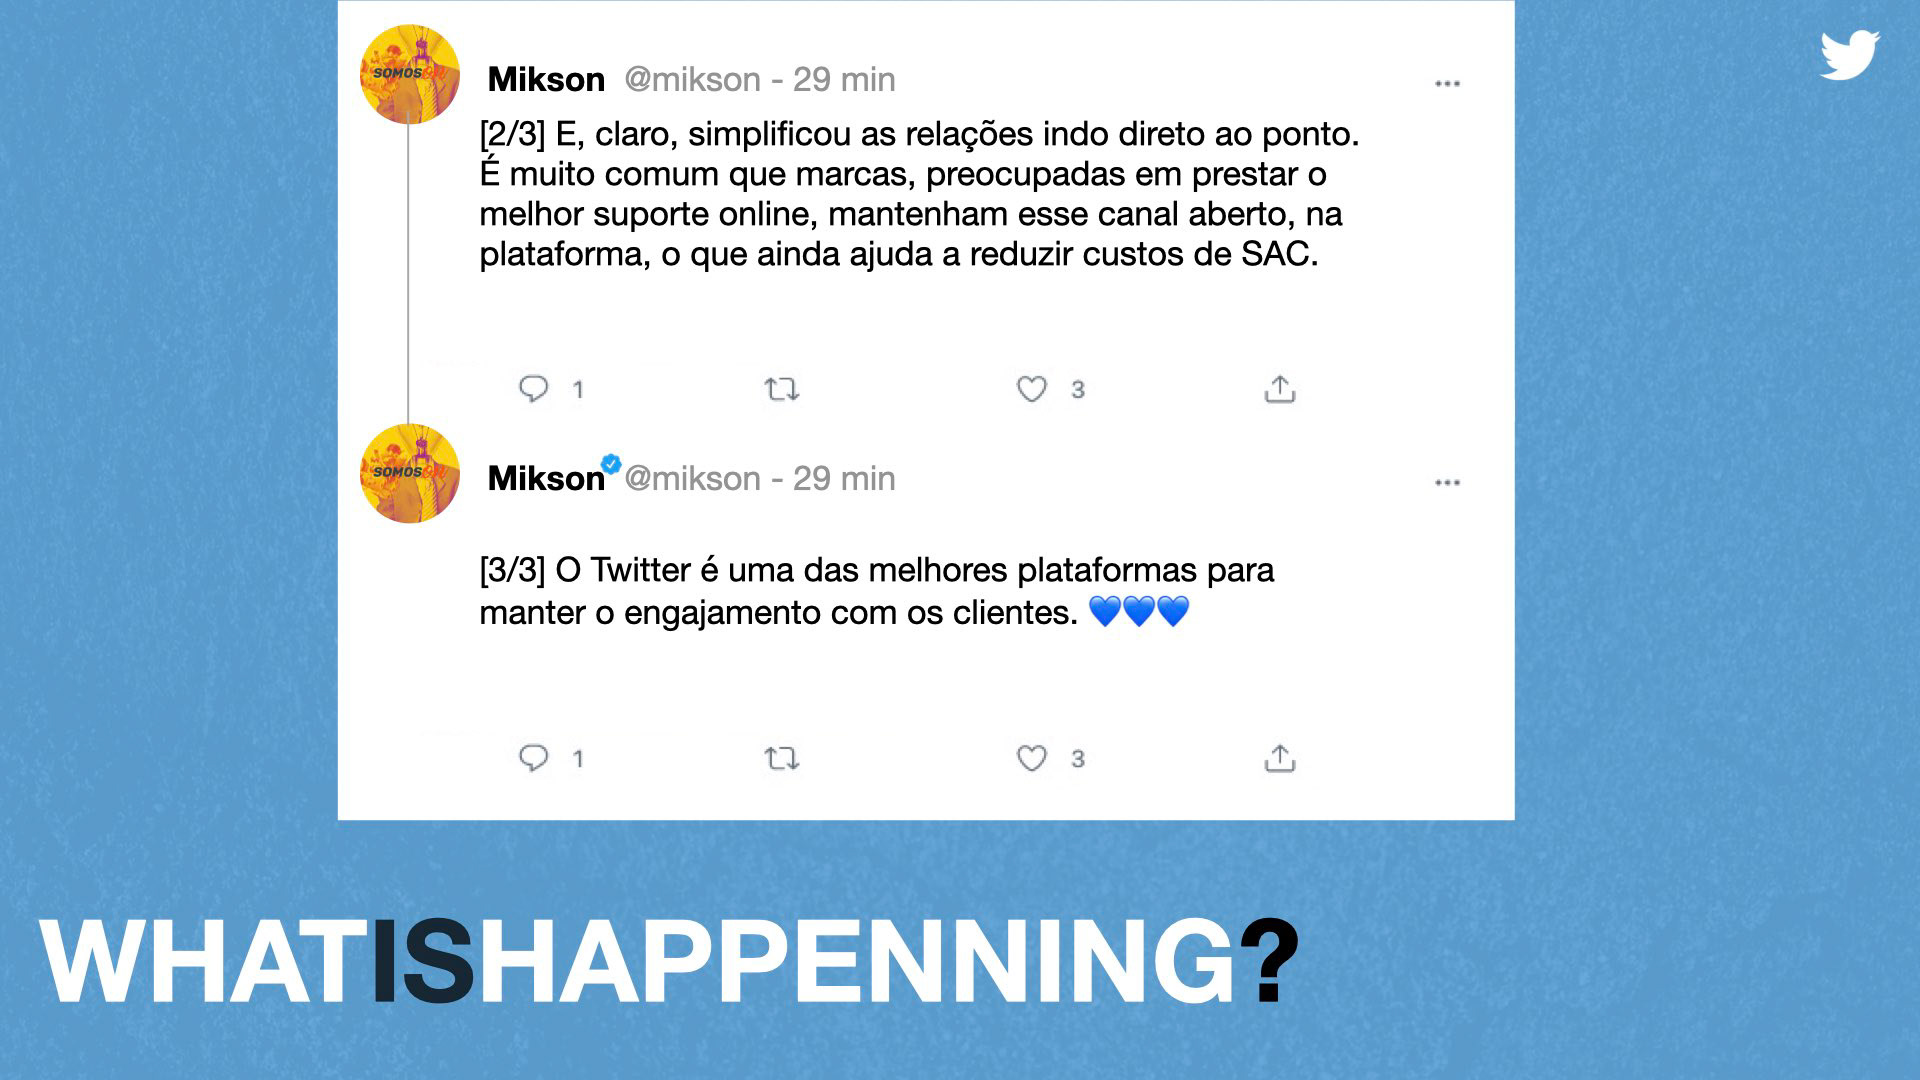 SOMOSON
Mikson @mikson - 29 min
[2/3] E, claro, simplificou as relações indo direto ao ponto.
É muito comum que marcas, preocupadas em prestar o
melhor suporte online, mantenham esse canal aberto, na
plataforma, o que ainda ajuda a reduzir custos de SAC.
1 3
SOMOSON
Mikson @mikson - 29 min
[3/3] O Twitter é uma das melhores plataformas para
manter o engajamento com os clientes. 💙💙💙
1 3
WHATISHAPPENNING?